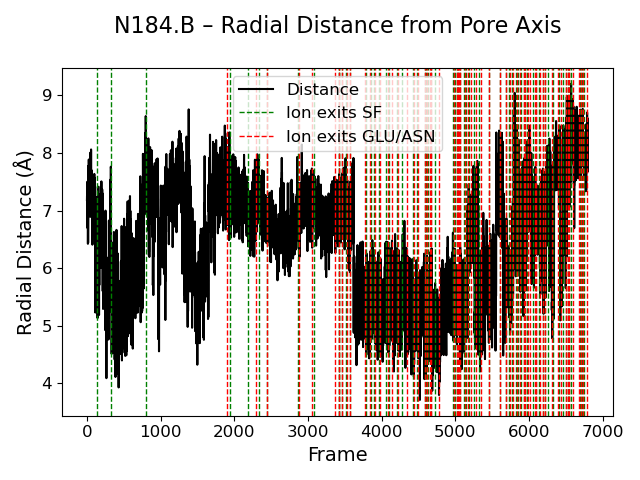 N184.B – Radial Distance from Pore Axis
Distance
Ion exits SF
Ion exits GLU/ASN
Radial Distance (Å)
9
8
7
6
5
4
0 1000 2000 3000 4000 5000 6000 7000
Frame